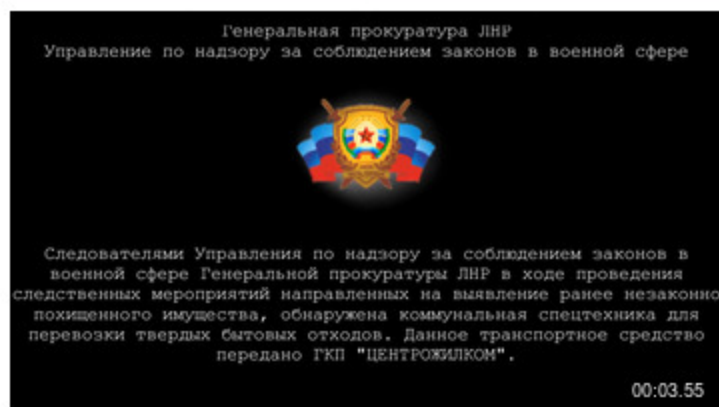 Генеральная прокуратура ЛНР
Управление по надзору за соблюдением законов в военной сфере
Следователями Управления по надзору за соблюдением законов в
военной сфере Генеральной прокуратуры ЛНР в ходе проведения
следственных мероприятий направленных на выявление ранее незаконно
похищенного имущества, обнаружена коммунальная спецтехника для
перевозки твердых бытовых отходов. Данное транспортное средство
передано ГКП "ЦЕНТРОЖИЛКОМ".
00:03.55